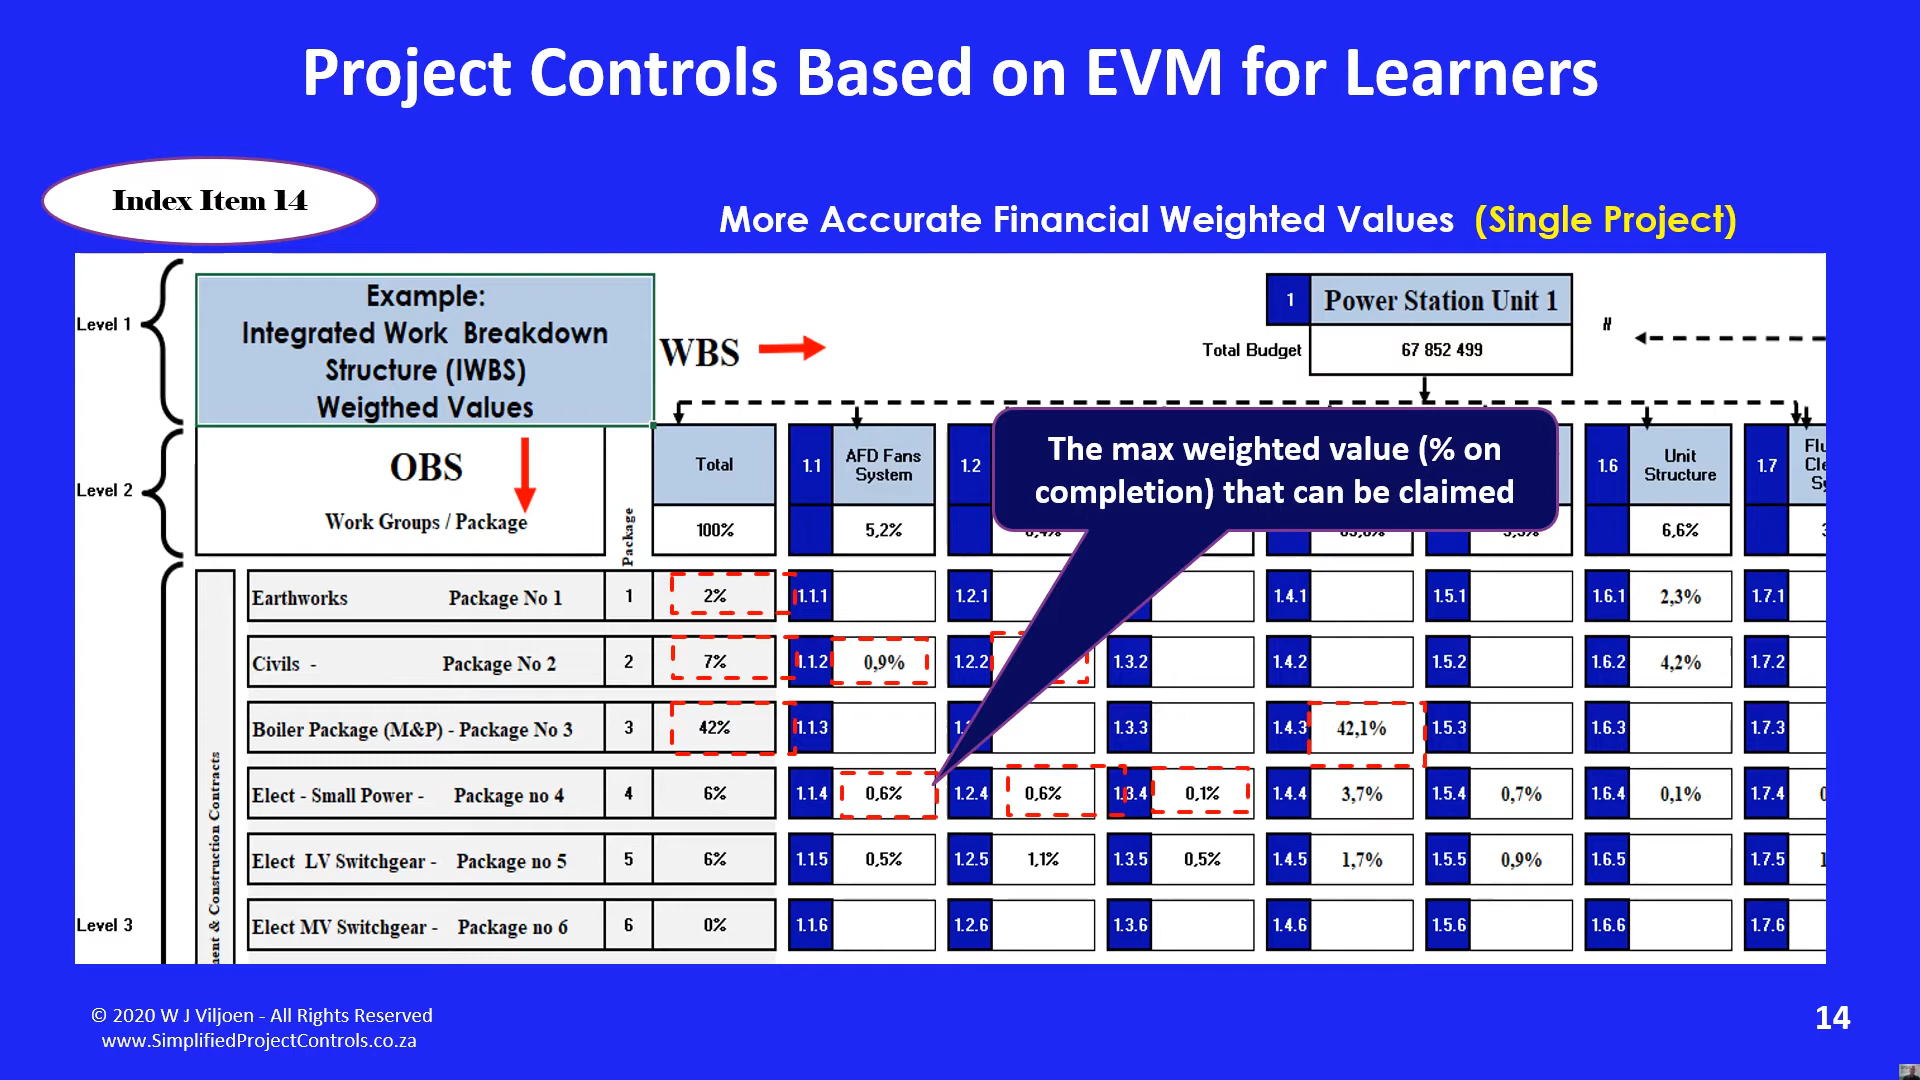 Project Controls Based on EVM for Learners
Index Item 14
More Accurate Financial Weighted Values (Single Project)
Level 1
Example:
Integrated Work Breakdown
Structure (IWBS)
Weigthed Values
WBS
1 Power Station Unit 1
#
Total Budget 67 852 499
The max weighted value (% on
completion) that can be claimed
Level 2
OBS
Work Groups / Package
Package
Total 1.1 AFD Fans System 1.2 1.6 Unit Structure 1.7
100% 5,2% 6,6%
Earthworks Package No 1 1 2% 1.1.1 1.2.1 1.4.1 1.5.1 1.6.1 2,3% 1.7.1
Civils - Package No 2 2 7% 1.1.2 0,9% 1.2.2 1.3.2 1.4.2 1.5.2 1.6.2 4,2% 1.7.2
Boiler Package (M&P) - Package No 3 3 42% 1.1.3 1.3.3 1.4.3 42,1% 1.5.3 1.6.3 1.7.3
Elect - Small Power - Package no 4 4 6% 1.1.4 0,6% 1.2.4 0,6% 1.3.4 0,1% 1.4.4 3,7% 1.5.4 0,7% 1.6.4 0,1% 1.7.4
Elect LV Switchgear - Package no 5 5 6% 1.1.5 0,5% 1.2.5 1,1% 1.3.5 0,5% 1.4.5 1,7% 1.5.5 0,9% 1.6.5 1.7.5
Level 3
Elect MV Switchgear - Package no 6 6 0% 1.1.6 1.2.6 1.3.6 1.4.6 1.5.6 1.6.6 1.7.6
& Construction Contracts
© 2020 W J Viljoen - All Rights Reserved
www.SimplifiedProjectControls.co.za
14